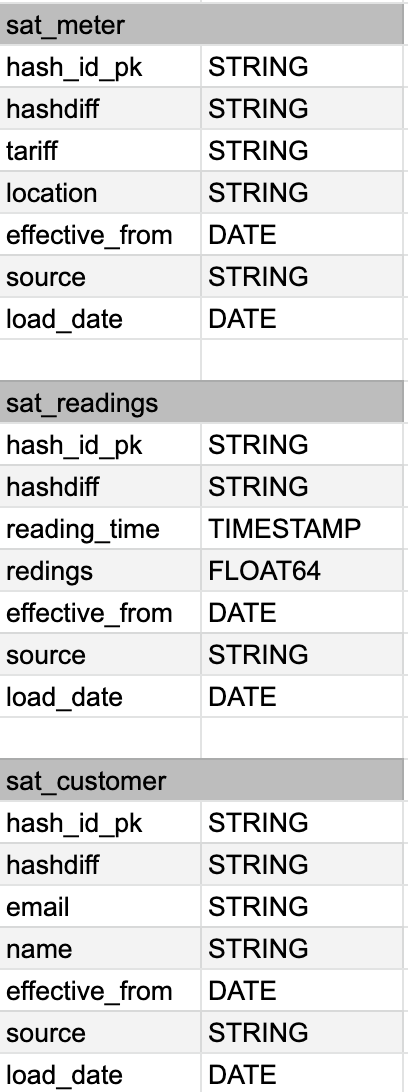 sat_meter
hash_id_pk STRING
hashdiff STRING
tariff STRING
location STRING
effective_from DATE
source STRING
load_date DATE
sat_readings
hash_id_pk STRING
hashdiff STRING
reading_time TIMESTAMP
redings FLOAT64
effective_from DATE
source STRING
load_date DATE
sat_customer
hash_id_pk STRING
hashdiff STRING
email STRING
name STRING
effective_from DATE
source STRING
load_date DATE